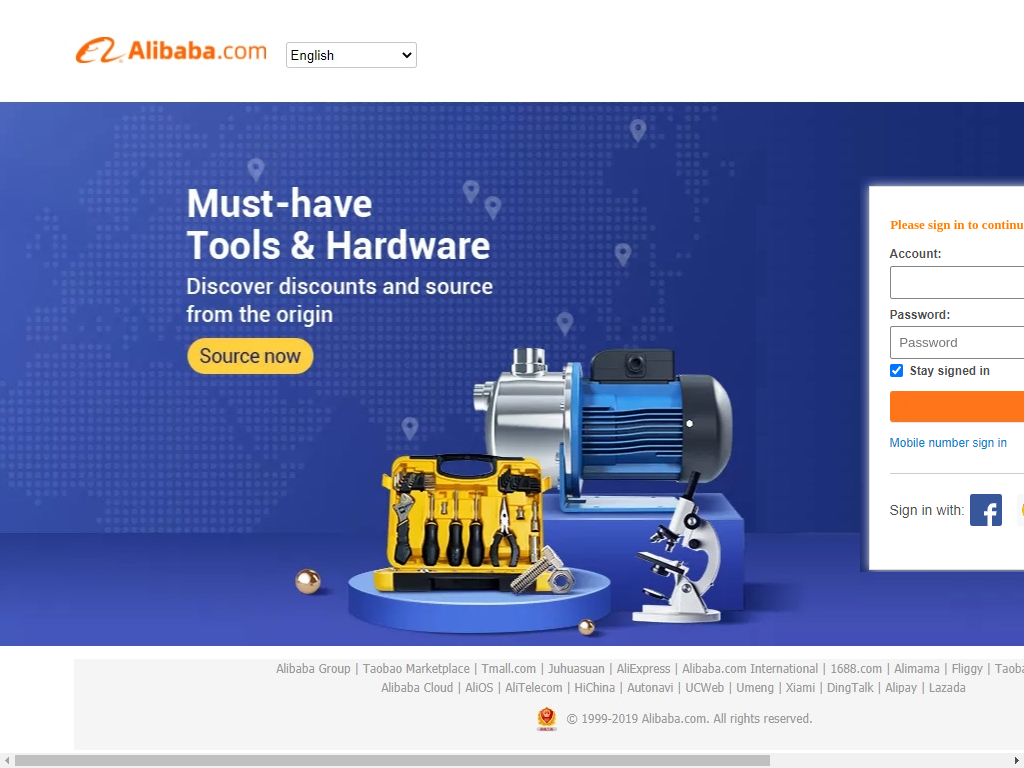 Alibaba.com
English
Must-have
Tools & Hardware
Discover discounts and source
from the origin
Source now
Please sign in to continu
Account:
Password:
Password
Stay signed in
Mobile number sign in
Sign in with:
Alibaba Group | Taobao Marketplace | Tmall.com | Juhuasuan | AliExpress | Alibaba.com International | 1688.com | Alimama | Fliggy | Taoba
Alibaba Cloud | AliOS | AliTelecom | HiChina | Autonavi | UCWeb | Umeng | Xiami | DingTalk | Alipay | Lazada
© 1999-2019 Alibaba.com. All rights reserved.